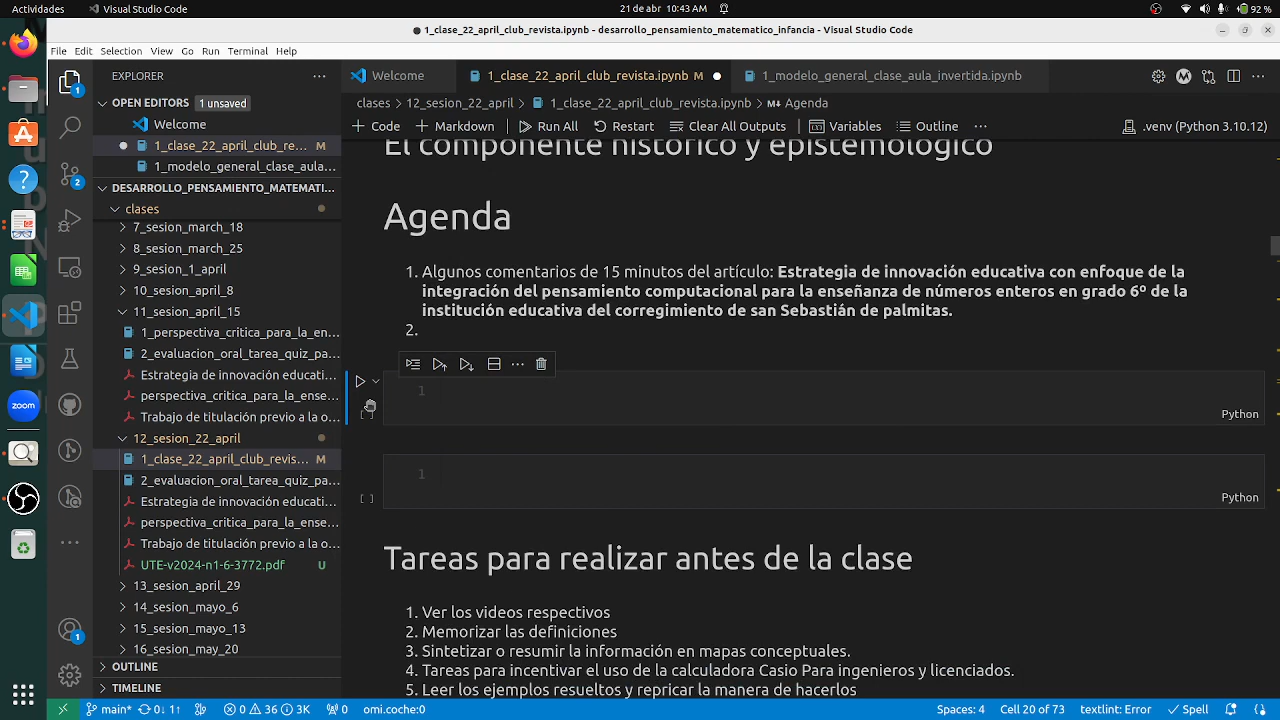 Actividades
Visual Studio Code
21 de abr 10:43 AM
92 %
1_clase_22_april_club_revista.ipynb - desarrollo_pensamiento_matematico_infancia - Visual Studio Code
File Edit Selection View Go Run Terminal Help
EXPLORER
Welcome
1_clase_22_april_club_revista.ipynb M
1_modelo_general_clase_aula_invertida.ipynb
OPEN EDITORS 1 unsaved
Welcome
1_clase_22_april_club_re... M
1_modelo_general_clase_aula...
DESARROLLO_PENSAMIENTO_MATEMATI...
clases
7_sesion_march_18
8_sesion_march_25
9_sesion_1_april
10_sesion_april_8
11_sesion_april_15
1_perspectiva_critica_para_la_en...
2_evaluacion_oral_tarea_quiz_pa...
Estrategia de innovación educati...
perspectiva_critica_para_la_ense...
Trabajo de titulación previo a la o...
12_sesion_22_april
1_clase_22_april_club_revis... M
2_evaluacion_oral_tarea_quiz_pa...
Estrategia de innovación educati...
perspectiva_critica_para_la_ense...
Trabajo de titulación previo a la o...
UTE-v2024-n1-6-3772.pdf U
13_sesion_april_29
14_sesion_mayo_6
15_sesion_mayo_13
16_sesion_may_20
OUTLINE
TIMELINE
clases > 12_sesion_22_april > 1_clase_22_april_club_revista.ipynb > Agenda
Code Markdown Run All Restart Clear All Outputs Variables Outline ... .venv (Python 3.10.12)
El componente histórico y epistemológico
Agenda
1. Algunos comentarios de 15 minutos del artículo: Estrategia de innovación educativa con enfoque de la
integración del pensamiento computacional para la enseñanza de números enteros en grado 6º de la
institución educativa del corregimiento de san Sebastián de palmitas.
2.
1
[ ]
Python
1
[ ]
Python
Tareas para realizar antes de la clase
1. Ver los videos respectivos
2. Memorizar las definiciones
3. Sintetizar o resumir la información en mapas conceptuales.
4. Tareas para incentivar el uso de la calculadora Casio Para ingenieros y licenciados.
5. Leer los ejemplos resueltos y repricar la manera de hacerlos
zoom
1
2
1
main* 0↓ 1↑ 0 36 3K 0 omi.coche:0
Spaces: 4 Cell 20 of 73 textlint: Error Spell